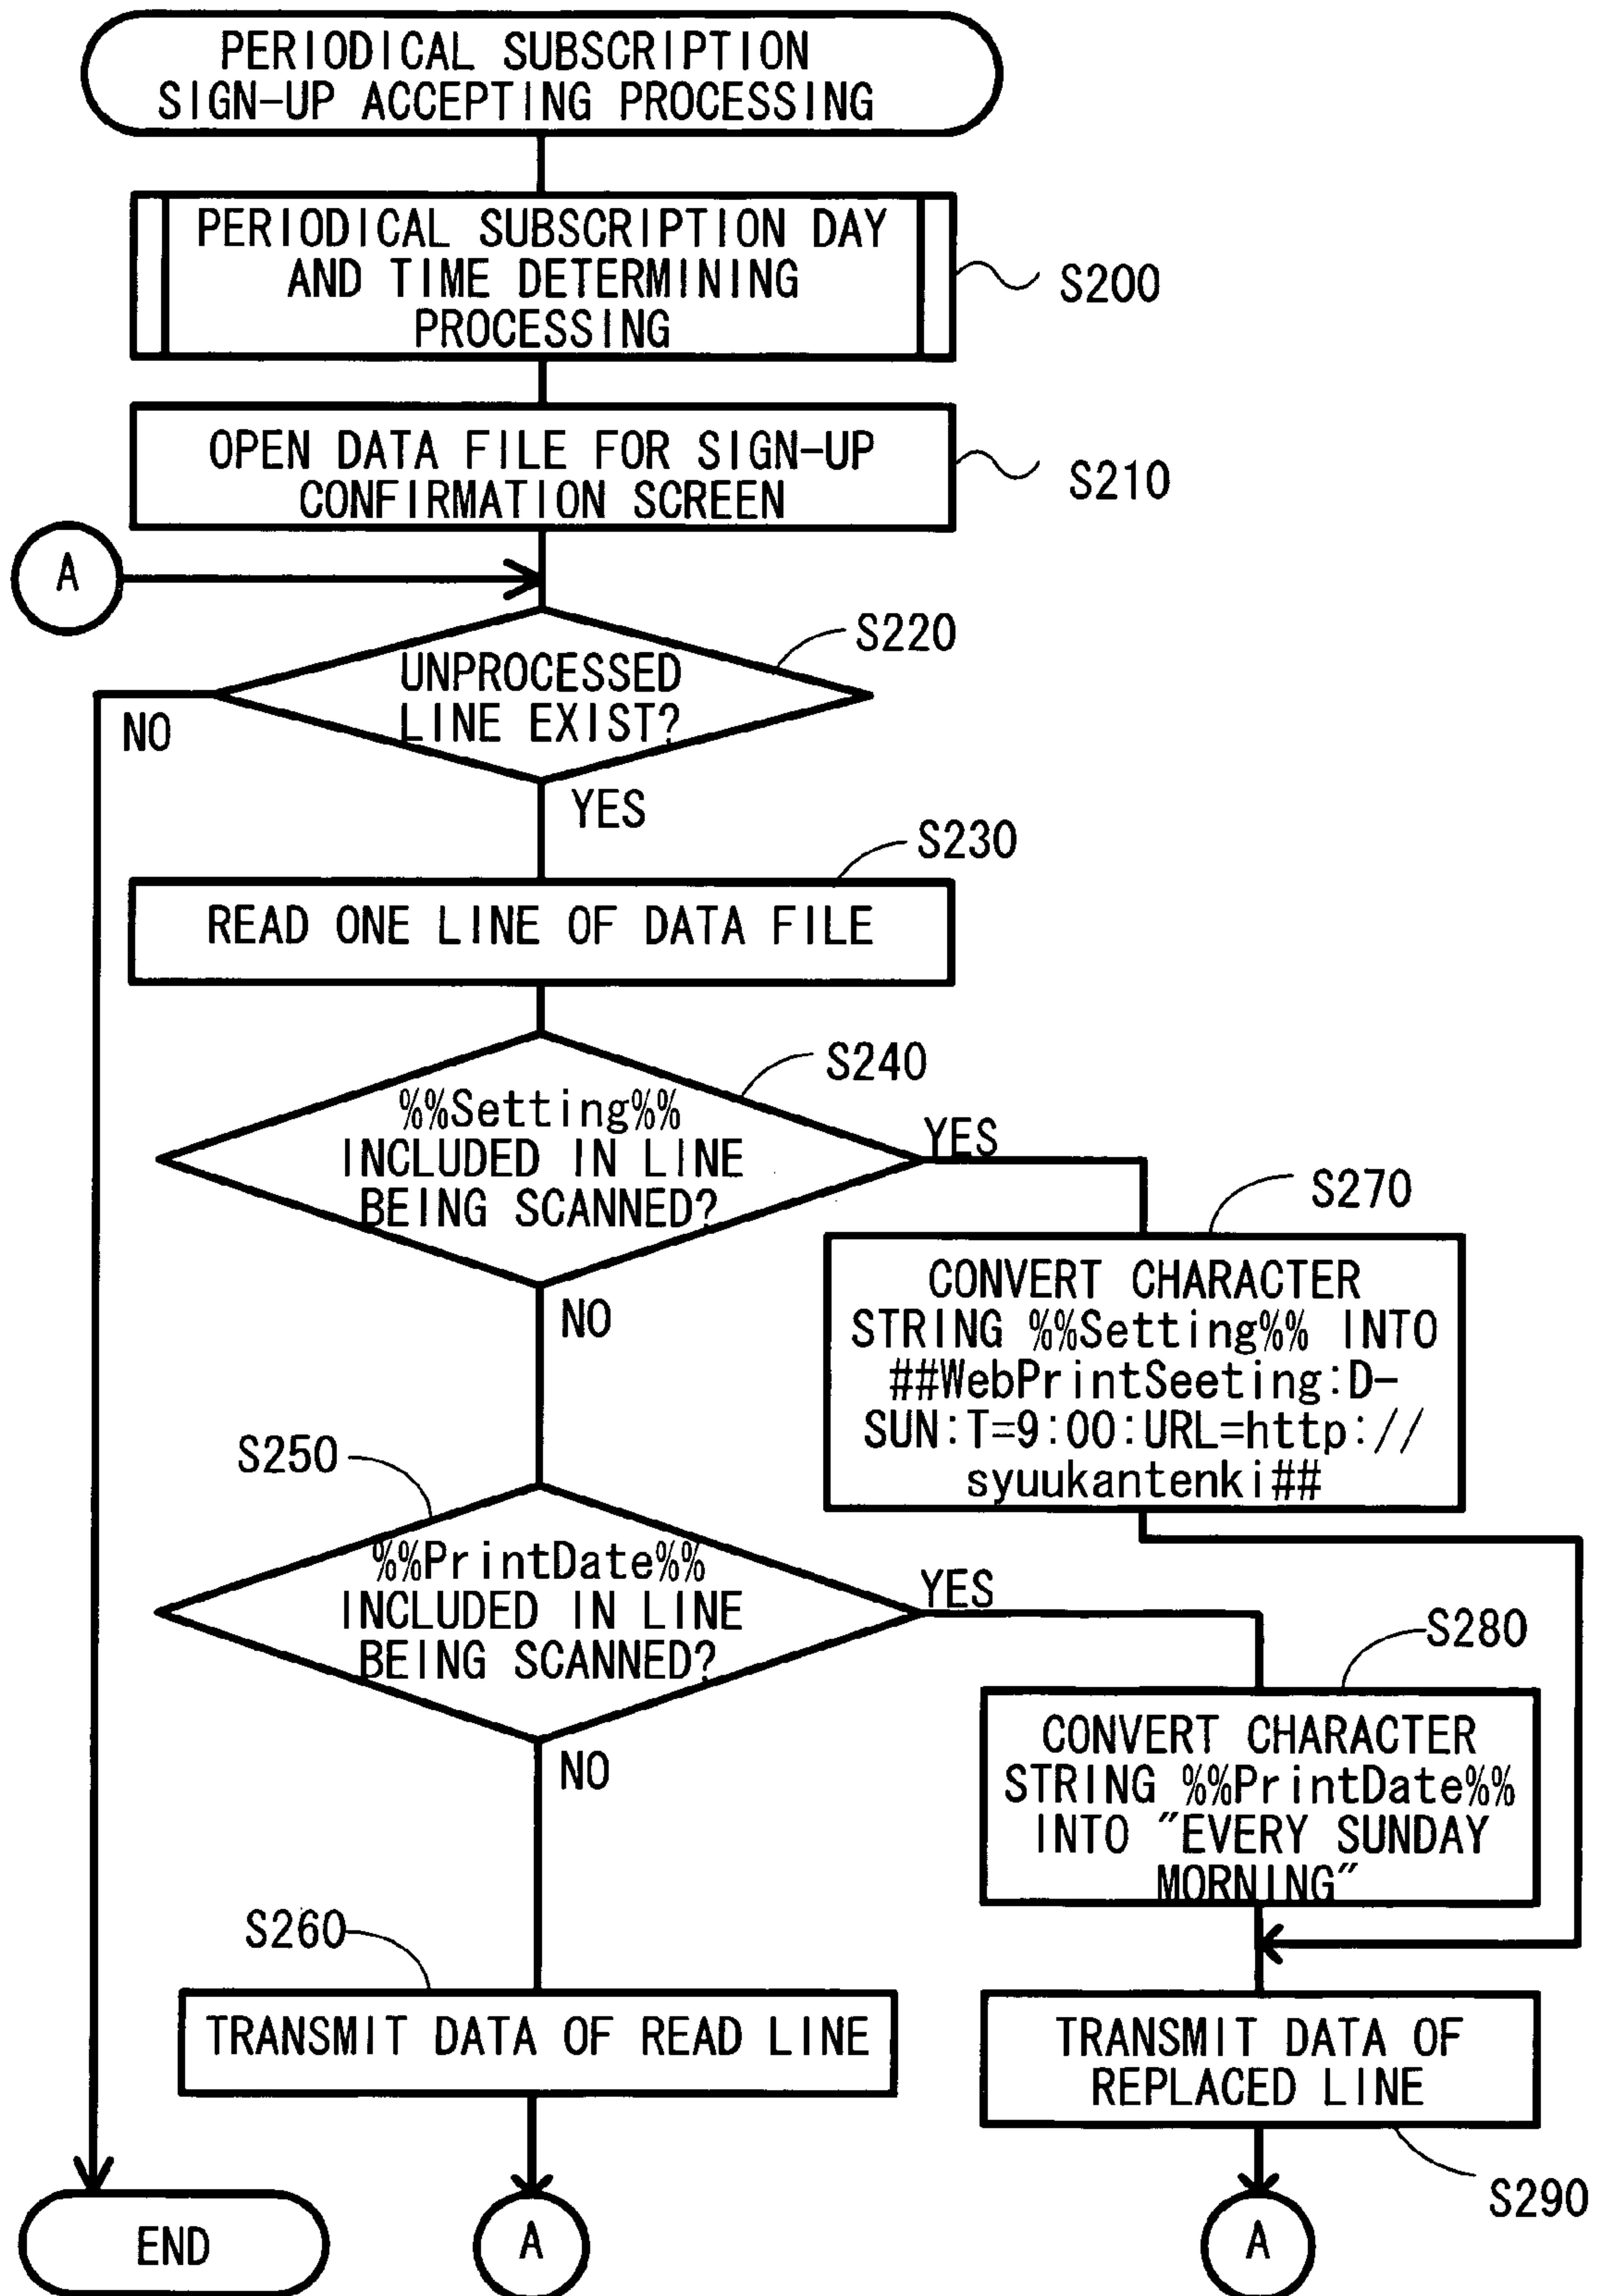 PERIODICAL SUBSCRIPTION
SIGN-UP ACCEPTING PROCESSING
PERIODICAL SUBSCRIPTION DAY
AND TIME DETERMINING
PROCESSING
S200
OPEN DATA FILE FOR SIGN-UP
CONFIRMATION SCREEN
S210
A
S220
UNPROCESSED
LINE EXIST?
NO
YES
S230
READ ONE LINE OF DATA FILE
S240
%%Setting%%
INCLUDED IN LINE
BEING SCANNED?
YES
NO
S270
CONVERT CHARACTER
STRING %%Setting%% INTO
##WebPrintSeeting:D-
SUN:T=9:00:URL=http://
syuukantenki##
S250
%%PrintDate%%
INCLUDED IN LINE
BEING SCANNED?
YES
NO
S280
CONVERT CHARACTER
STRING %%PrintDate%%
INTO "EVERY SUNDAY
MORNING"
S260
TRANSMIT DATA OF READ LINE
TRANSMIT DATA OF
REPLACED LINE
S290
END
A
A